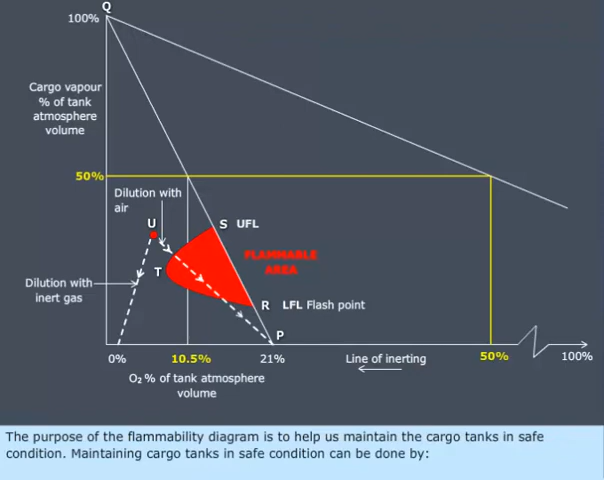 Q
100%
Cargo vapour
% of tank
atmosphere
volume
50%
Dilution with
air
U
S UFL
FLAMMABLE
AREA
T
Dilution with
inert gas
R LFL Flash point
P
0%
10.5%
21%
Line of inerting
50%
100%
O₂ % of tank atmosphere
volume
The purpose of the flammability diagram is to help us maintain the cargo tanks in safe
condition. Maintaining cargo tanks in safe condition can be done by: